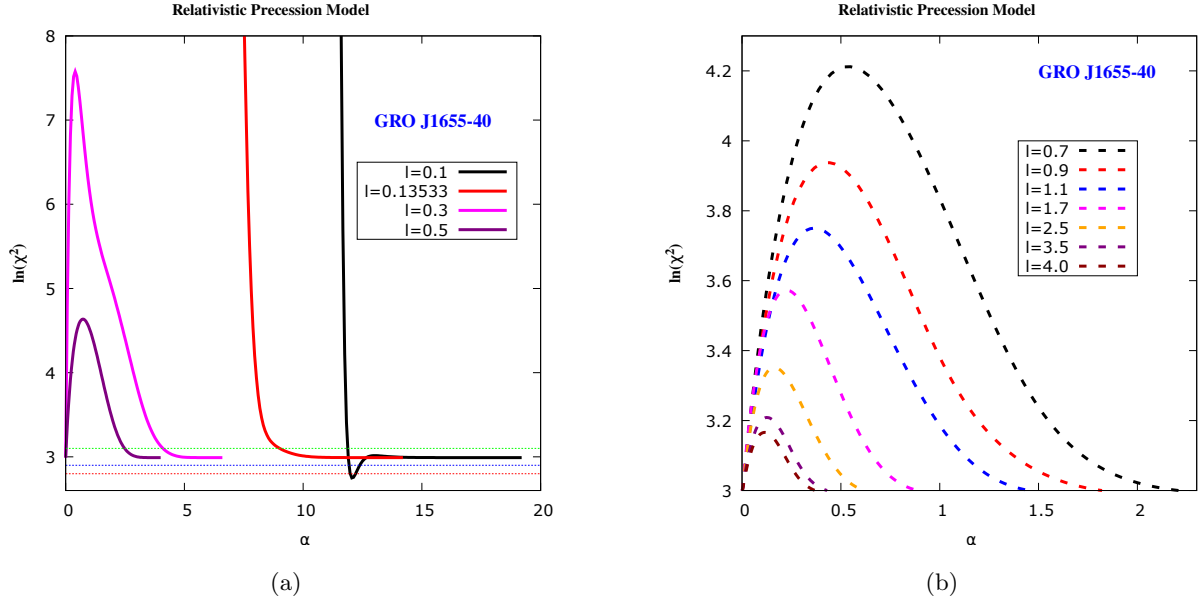 Relativistic Precession Model
8
7
6
5
4
3
2
0
5
10
15
20
ln(χ²)
α
GRO J1655-40
l=0.1
l=0.13533
l=0.3
l=0.5
(a)
Relativistic Precession Model
4.2
4
3.8
3.6
3.4
3.2
3
0
0.5
1
1.5
2
ln(χ²)
α
GRO J1655-40
l=0.7
l=0.9
l=1.1
l=1.7
l=2.5
l=3.5
l=4.0
(b)